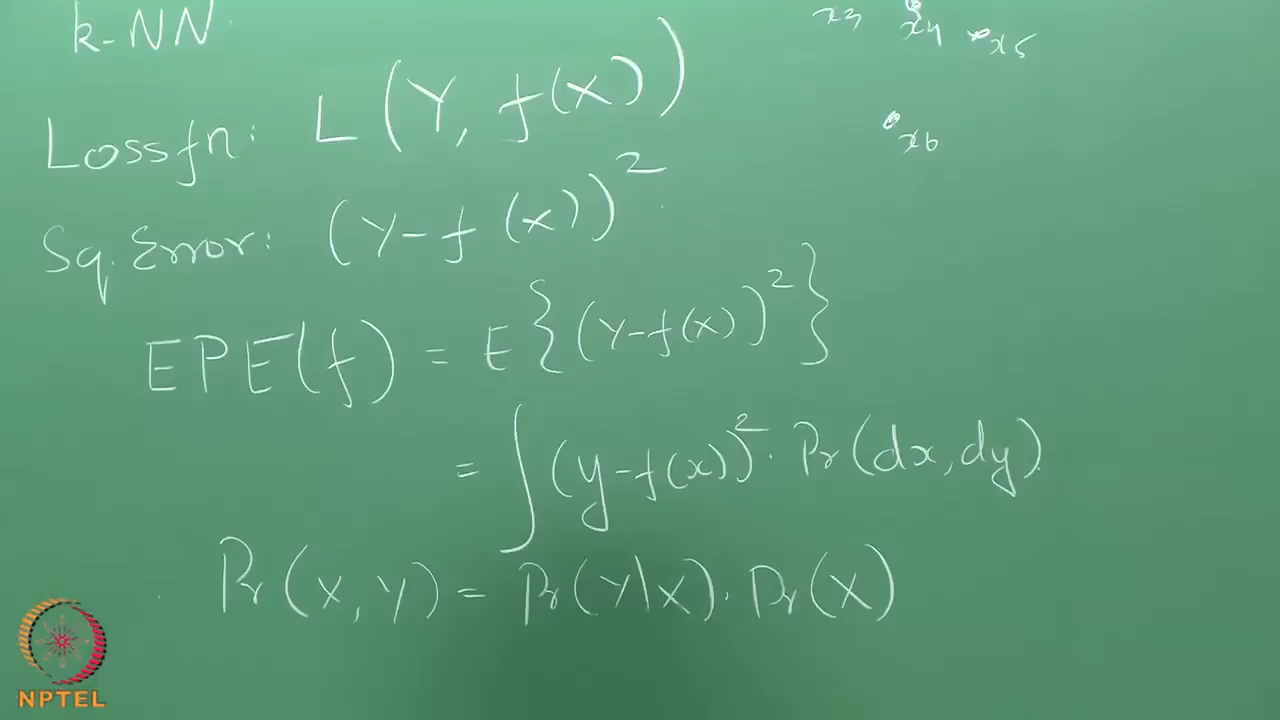 k-NN
x3 x4 x5
Loss fn: L(Y, f(X))
x6
Sq. Error: (Y-f(x))²
EPE(f) = E{(Y-f(x))²}
= ∫(y-f(x))². Pr(dx,dy)
Pr(X,Y) = Pr(Y|X). Pr(X)
NPTEL